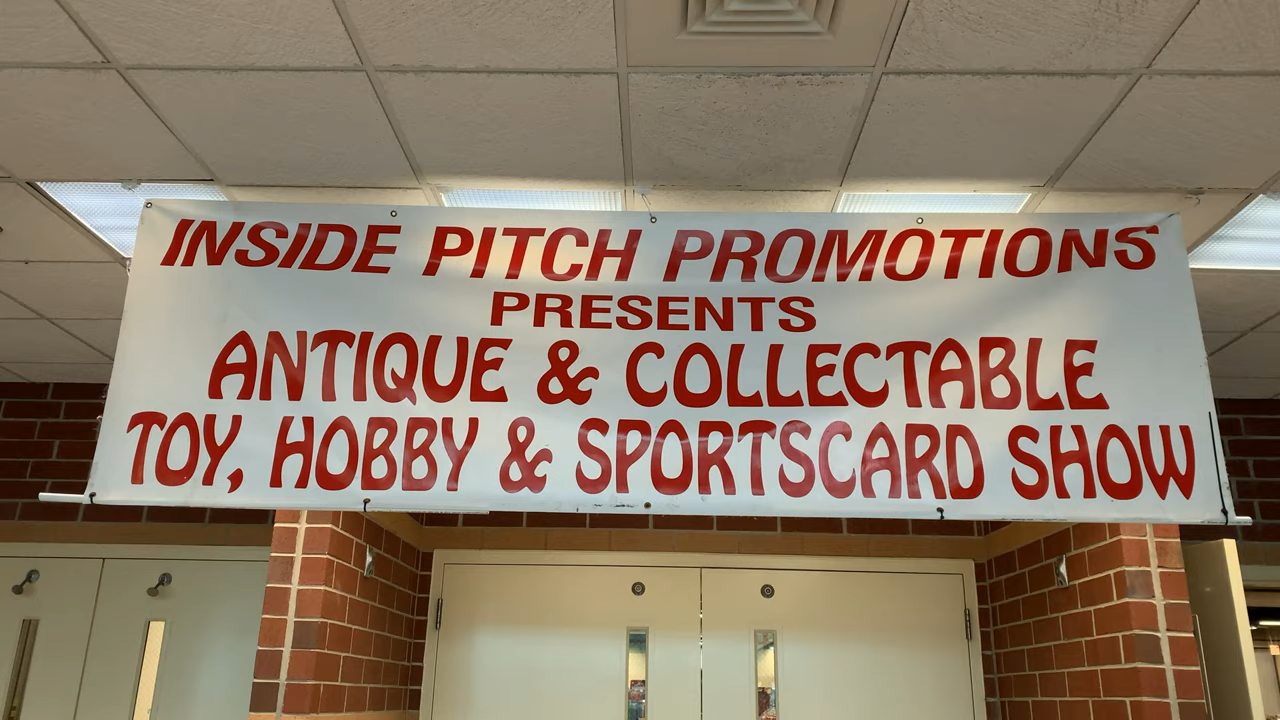 INSIDE PITCH PROMOTIONS
PRESENTS
ANTIQUE & COLLECTABLE
TOY, HOBBY & SPORTSCARD SHOW